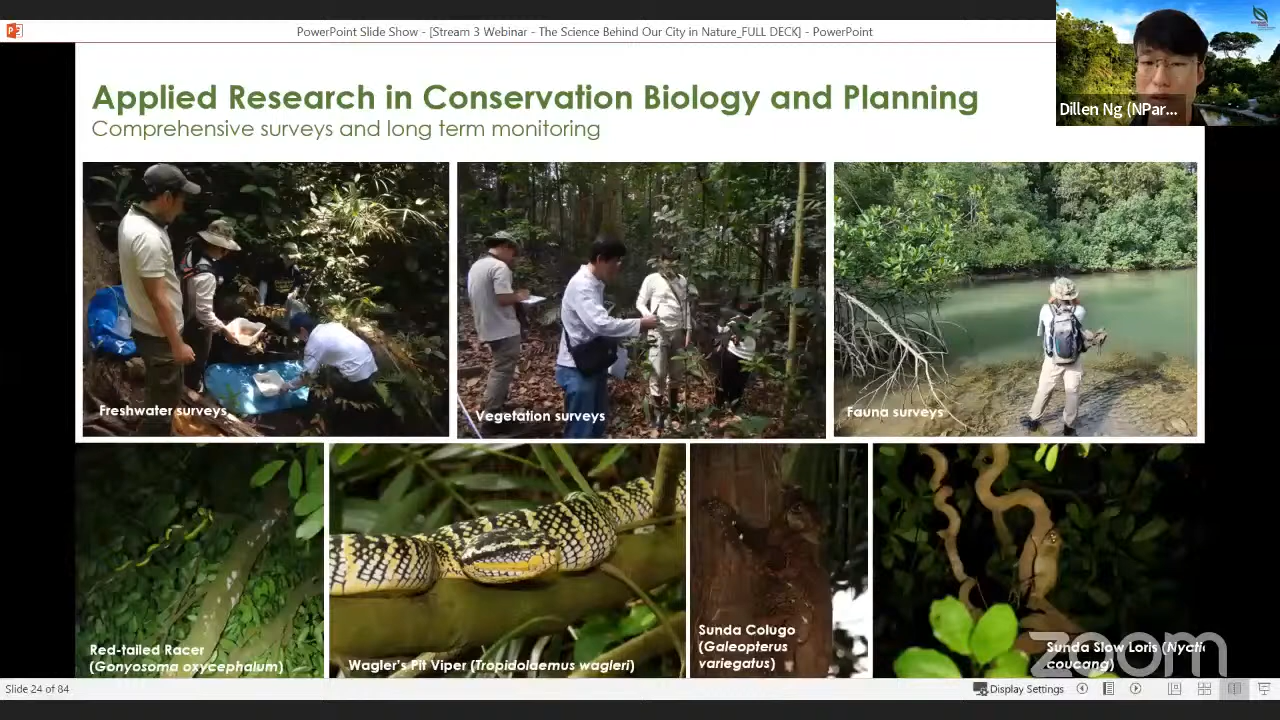 PowerPoint Slide Show - [Stream 3 Webinar - The Science Behind Our City in Nature_FULL DECK] - PowerPoint
Dillen Ng (NPar...
Applied Research in Conservation Biology and Planning
Comprehensive surveys and long term monitoring
Freshwater surveys
Vegetation surveys
Fauna surveys
Red-tailed Racer
(Gonyosoma oxycephalum)
Wagler's Pit Viper (Tropidolaemus wagleri)
Sunda Colugo
(Galeopterus
variegatus)
Sunda Slow Loris (Nycti
coucang)
zoom
Slide 24 of 84
Display Settings